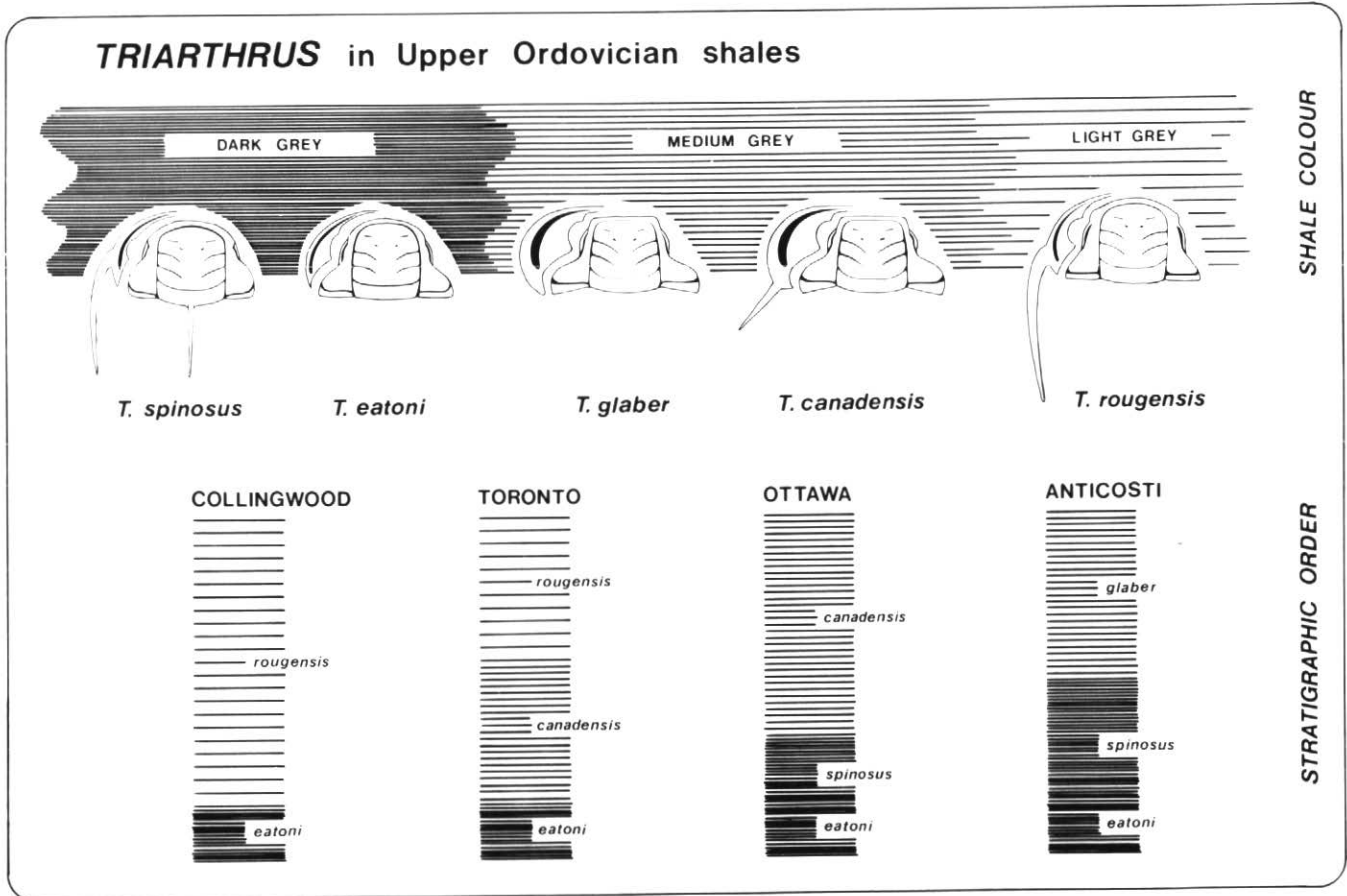 TRIARTHRUS in Upper Ordovician shales
DARK GREY
MEDIUM GREY
LIGHT GREY
SHALE COLOUR
T. spinosus
T. eatoni
T. glaber
T. canadensis
T. rougensis
COLLINGWOOD
rougensis
eatoni
TORONTO
rougensis
canadensis
eatoni
OTTAWA
canadensis
spinosus
eatoni
ANTICOSTI
glaber
spinosus
eatoni
STRATIGRAPHIC ORDER